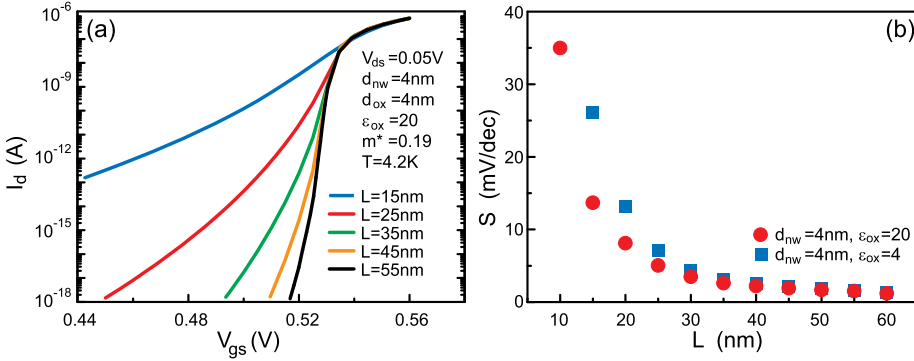 (a)
I_d (A)
10^-6
10^-9
10^-12
10^-15
10^-18
V_ds =0.05V
d_nw =4nm
d_ox =4nm
ε_ox =20
m* =0.19
T=4.2K
L=15nm
L=25nm
L=35nm
L=45nm
L=55nm
0.44 0.48 0.52 0.56
V_gs (V)
(b)
S (mV/dec)
40
30
20
10
0
d_nw =4nm, ε_ox=20
d_nw =4nm, ε_ox=4
10 20 30 40 50 60
L (nm)